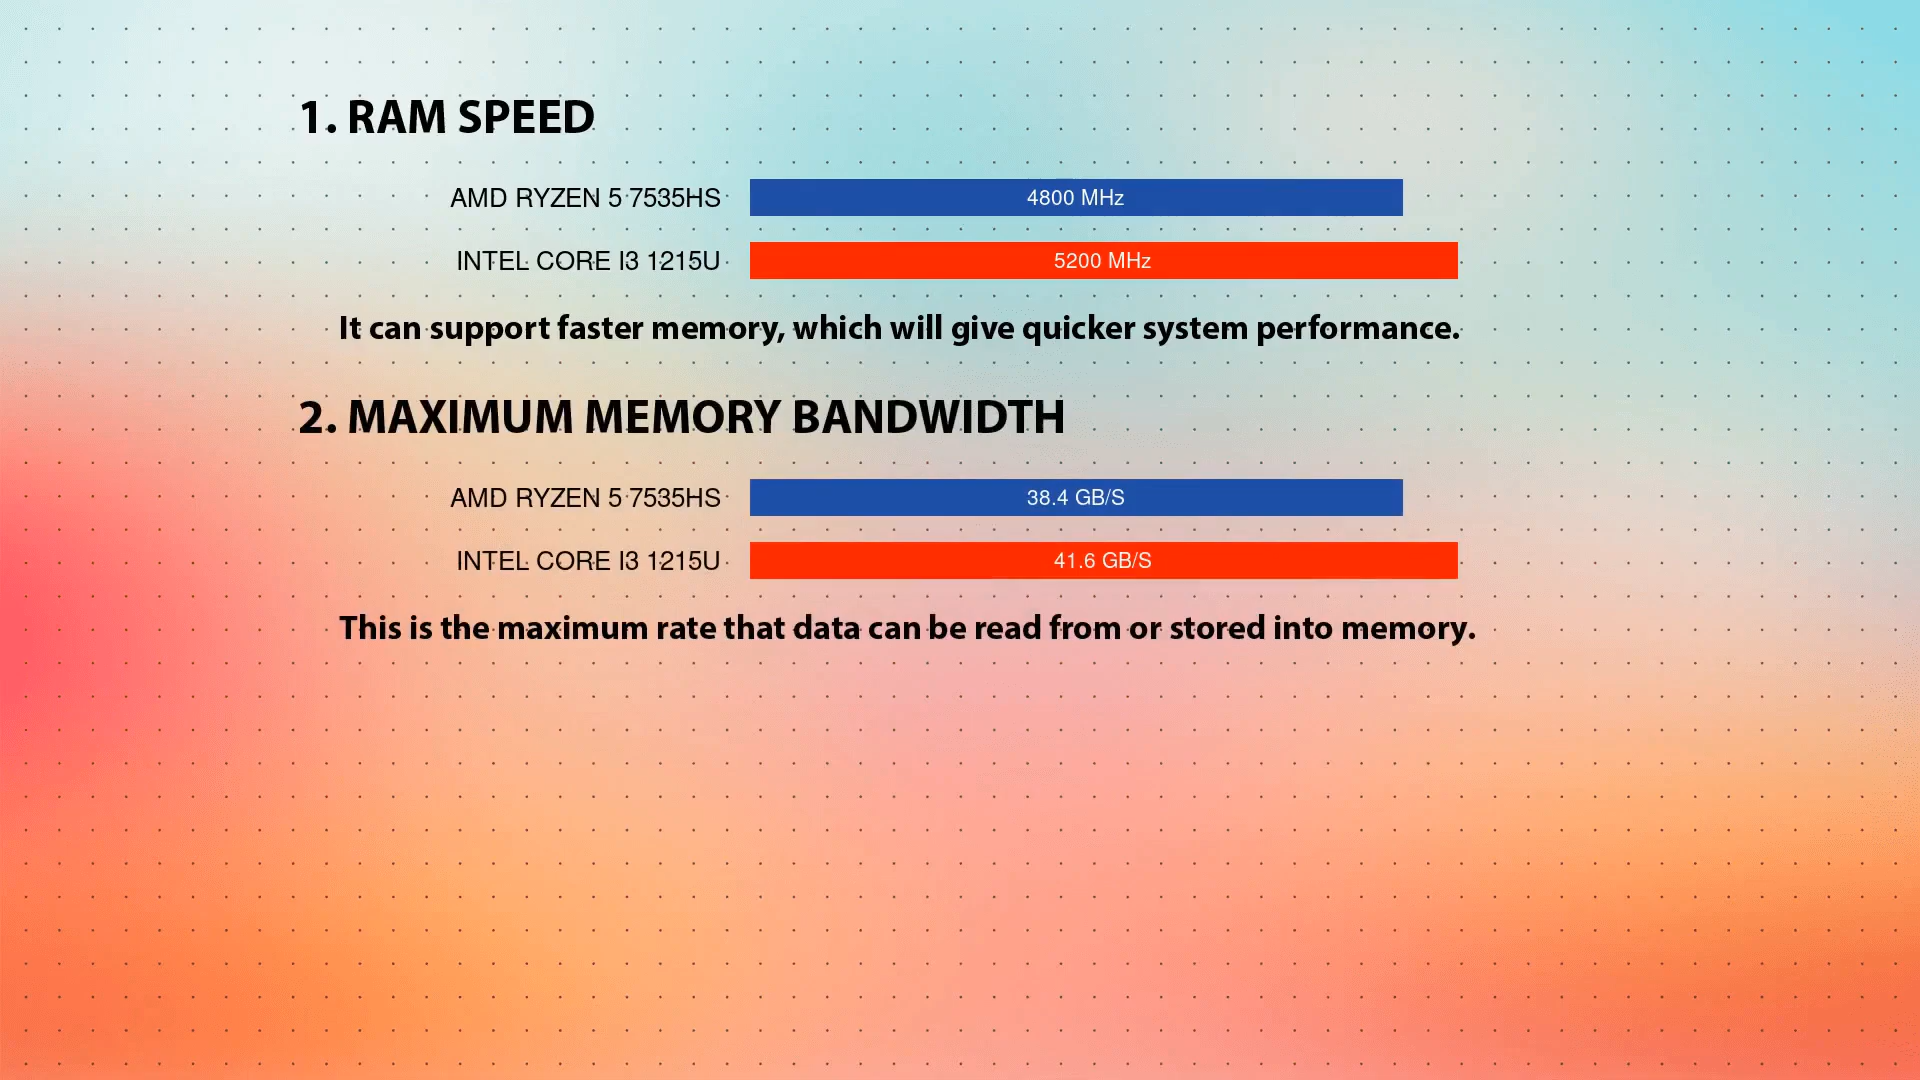 1. RAM SPEED
AMD RYZEN 5 7535HS
4800 MHz
INTEL CORE I3 1215U
5200 MHz
It can support faster memory, which will give quicker system performance.
2. MAXIMUM MEMORY BANDWIDTH
AMD RYZEN 5 7535HS
38.4 GB/S
INTEL CORE I3 1215U
41.6 GB/S
This is the maximum rate that data can be read from or stored into memory.